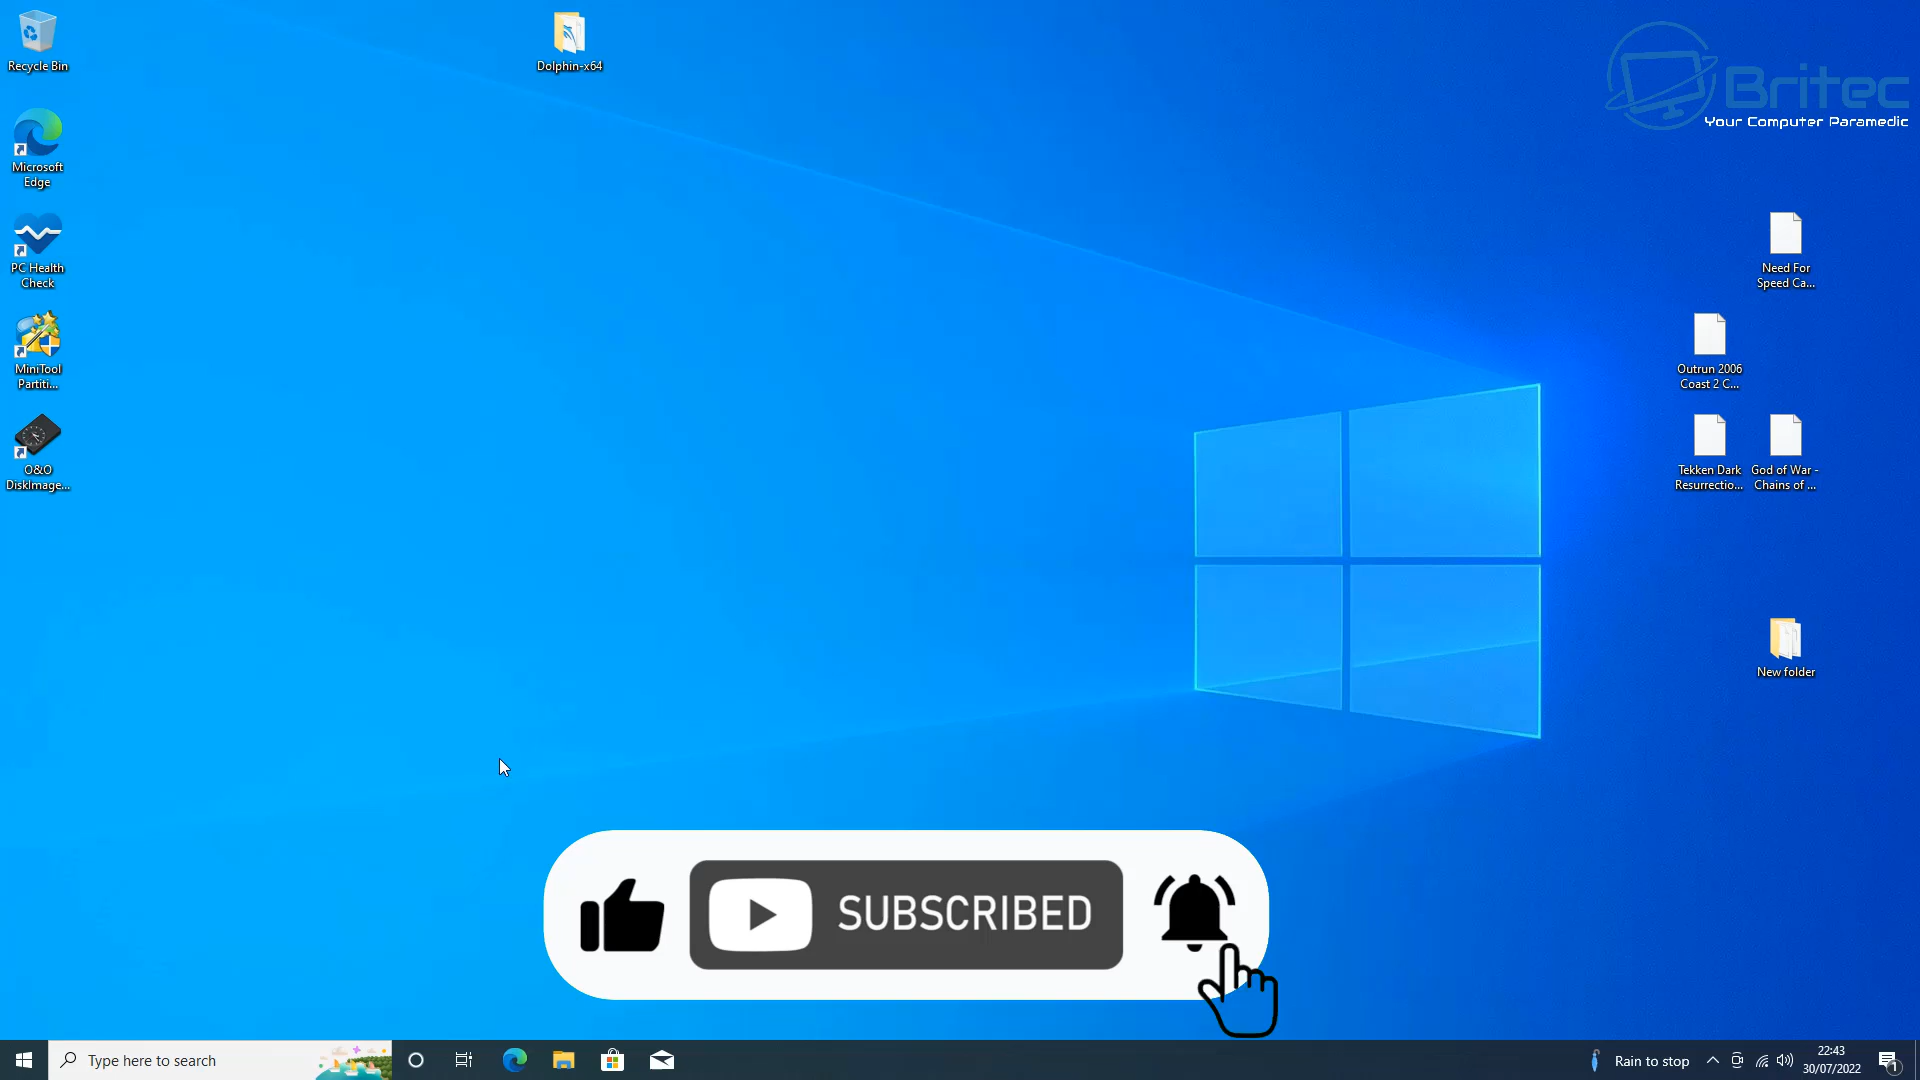 Recycle Bin
Dolphin-x64
Britec
Your Computer Paramedic
Microsoft
Edge
PC Health
Check
MiniTool
Partiti...
O&O
DiskImage...
Need For
Speed Ca...
Outrun 2006
Coast 2 C...
Tekken Dark
Resurrectio...
God of War -
Chains of ...
New folder
SUBSCRIBED
Type here to search
Rain to stop
22:43
30/07/2022
1